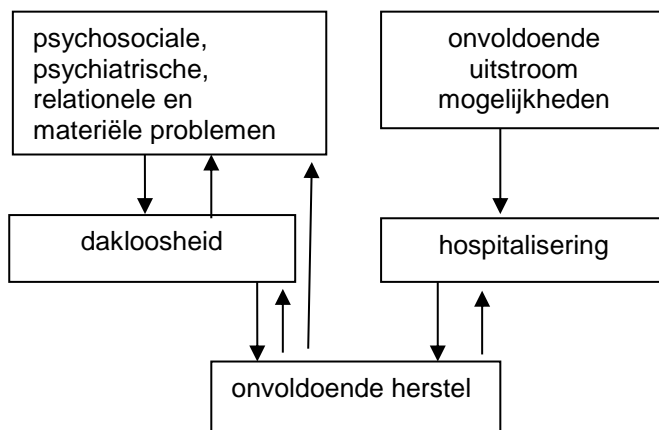 psychosociale,
psychiatrische,
relationele en
materiële problemen
onvoldoende
uitstroom
mogelijkheden
dakloosheid
hospitalisering
onvoldoende herstel